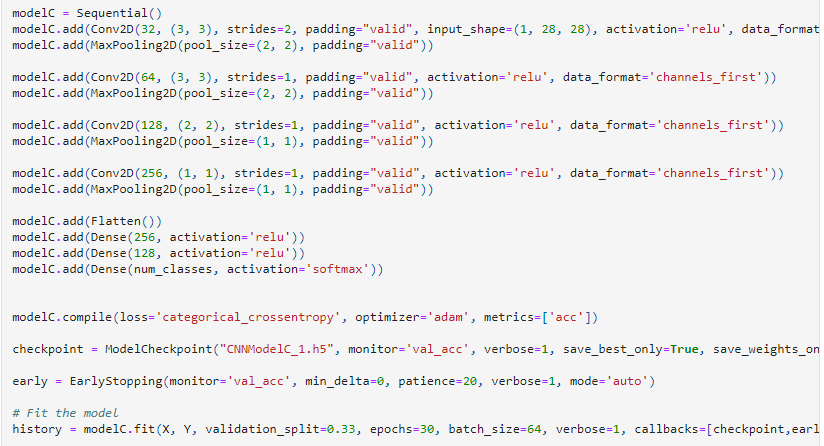 modelC = Sequential()
modelC.add(Conv2D(32, (3, 3), strides=2, padding="valid", input_shape=(1, 28, 28), activation='relu', data_format
modelC.add(MaxPooling2D(pool_size=(2, 2), padding="valid"))
modelC.add(Conv2D(64, (3, 3), strides=1, padding="valid", activation='relu', data_format='channels_first'))
modelC.add(MaxPooling2D(pool_size=(2, 2), padding="valid"))
modelC.add(Conv2D(128, (2, 2), strides=1, padding="valid", activation='relu', data_format='channels_first'))
modelC.add(MaxPooling2D(pool_size=(1, 1), padding="valid"))
modelC.add(Conv2D(256, (1, 1), strides=1, padding="valid", activation='relu', data_format='channels_first'))
modelC.add(MaxPooling2D(pool_size=(1, 1), padding="valid"))
modelC.add(Flatten())
modelC.add(Dense(256, activation='relu'))
modelC.add(Dense(128, activation='relu'))
modelC.add(Dense(num_classes, activation='softmax'))
modelC.compile(loss='categorical_crossentropy', optimizer='adam', metrics=['acc'])
checkpoint = ModelCheckpoint("CNNModelC_1.h5", monitor='val_acc', verbose=1, save_best_only=True, save_weights_on
early = EarlyStopping(monitor='val_acc', min_delta=0, patience=20, verbose=1, mode='auto')
# Fit the model
history = modelC.fit(X, Y, validation_split=0.33, epochs=30, batch_size=64, verbose=1, callbacks=[checkpoint,earl